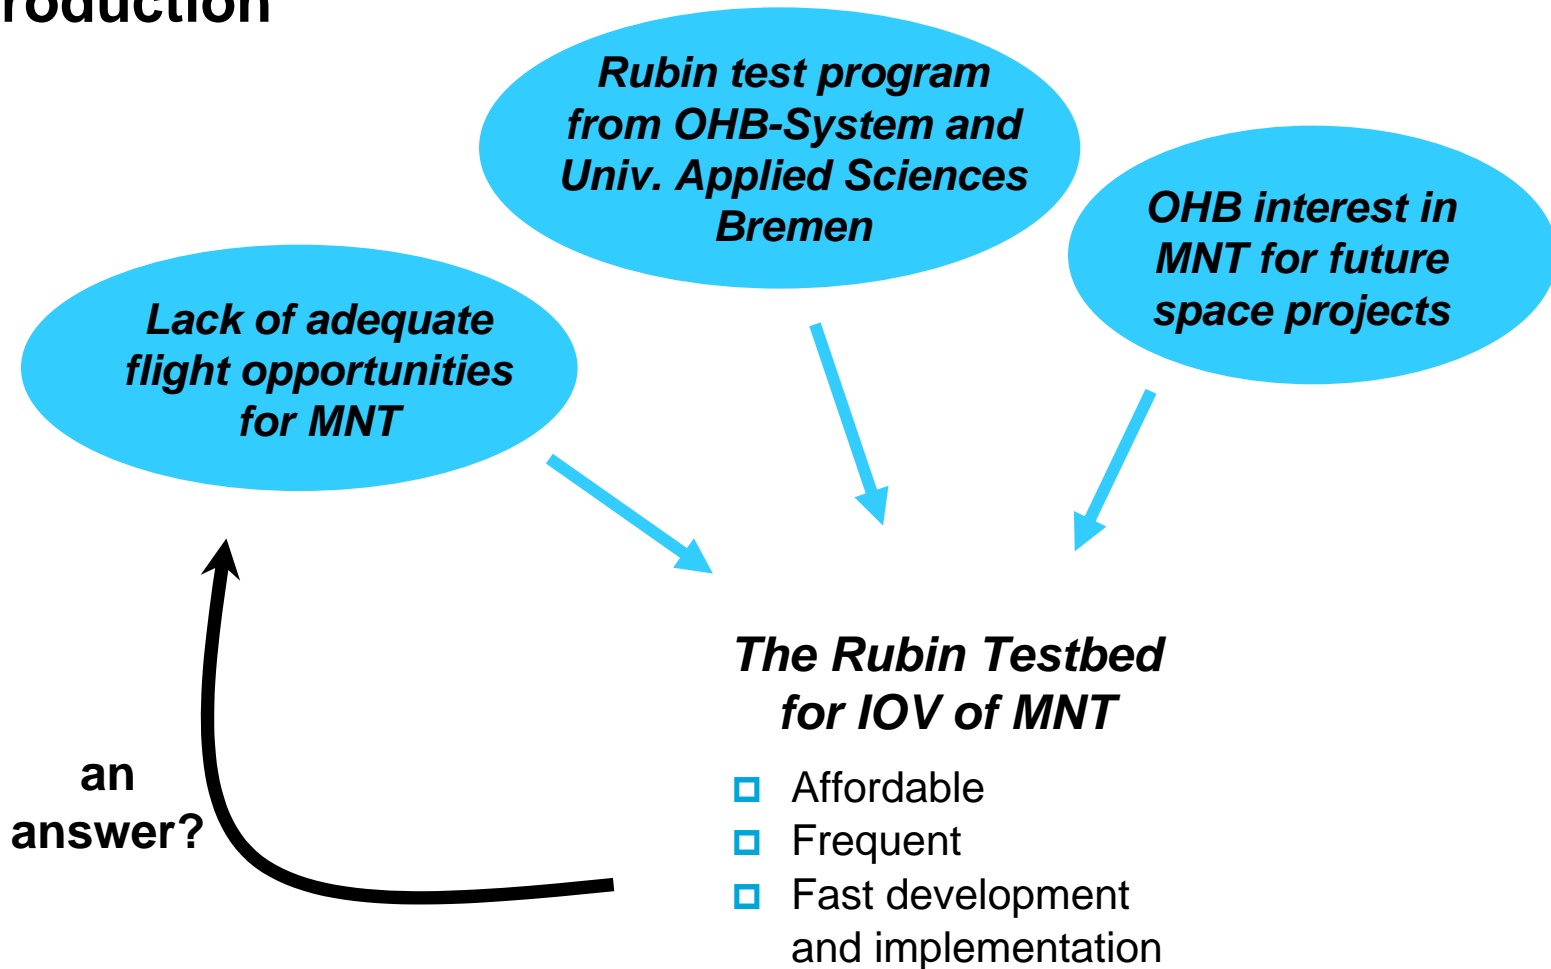 roduction
Rubin test program
from OHB-System and
Univ. Applied Sciences
Bremen
OHB interest in
MNT for future
space projects
Lack of adequate
flight opportunities
for MNT
The Rubin Testbed
for IOV of MNT
an
answer?
Affordable
Frequent
Fast development
and implementation